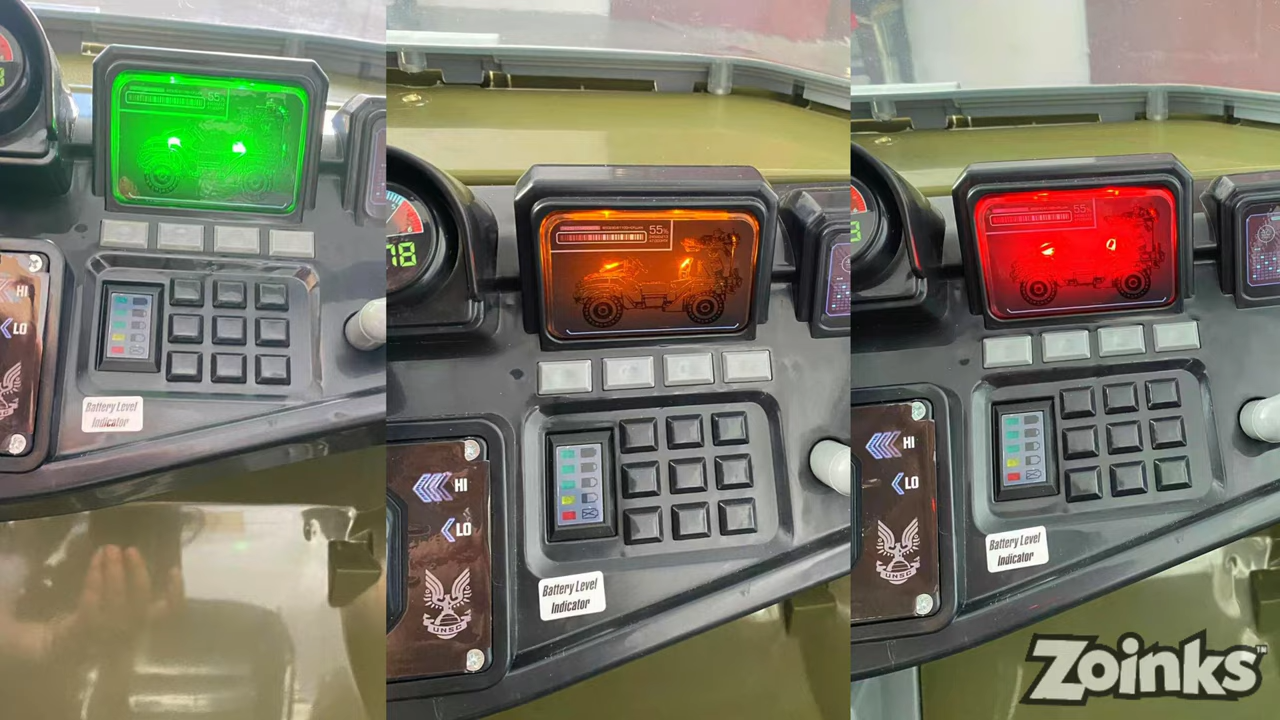 55%
HI
LO
Battery Level
Indicator
55%
18
HI
LO
UNSC
Battery Level
Indicator
55%
HI
LO
UNSC
Battery Level
Indicator
Zoinks™